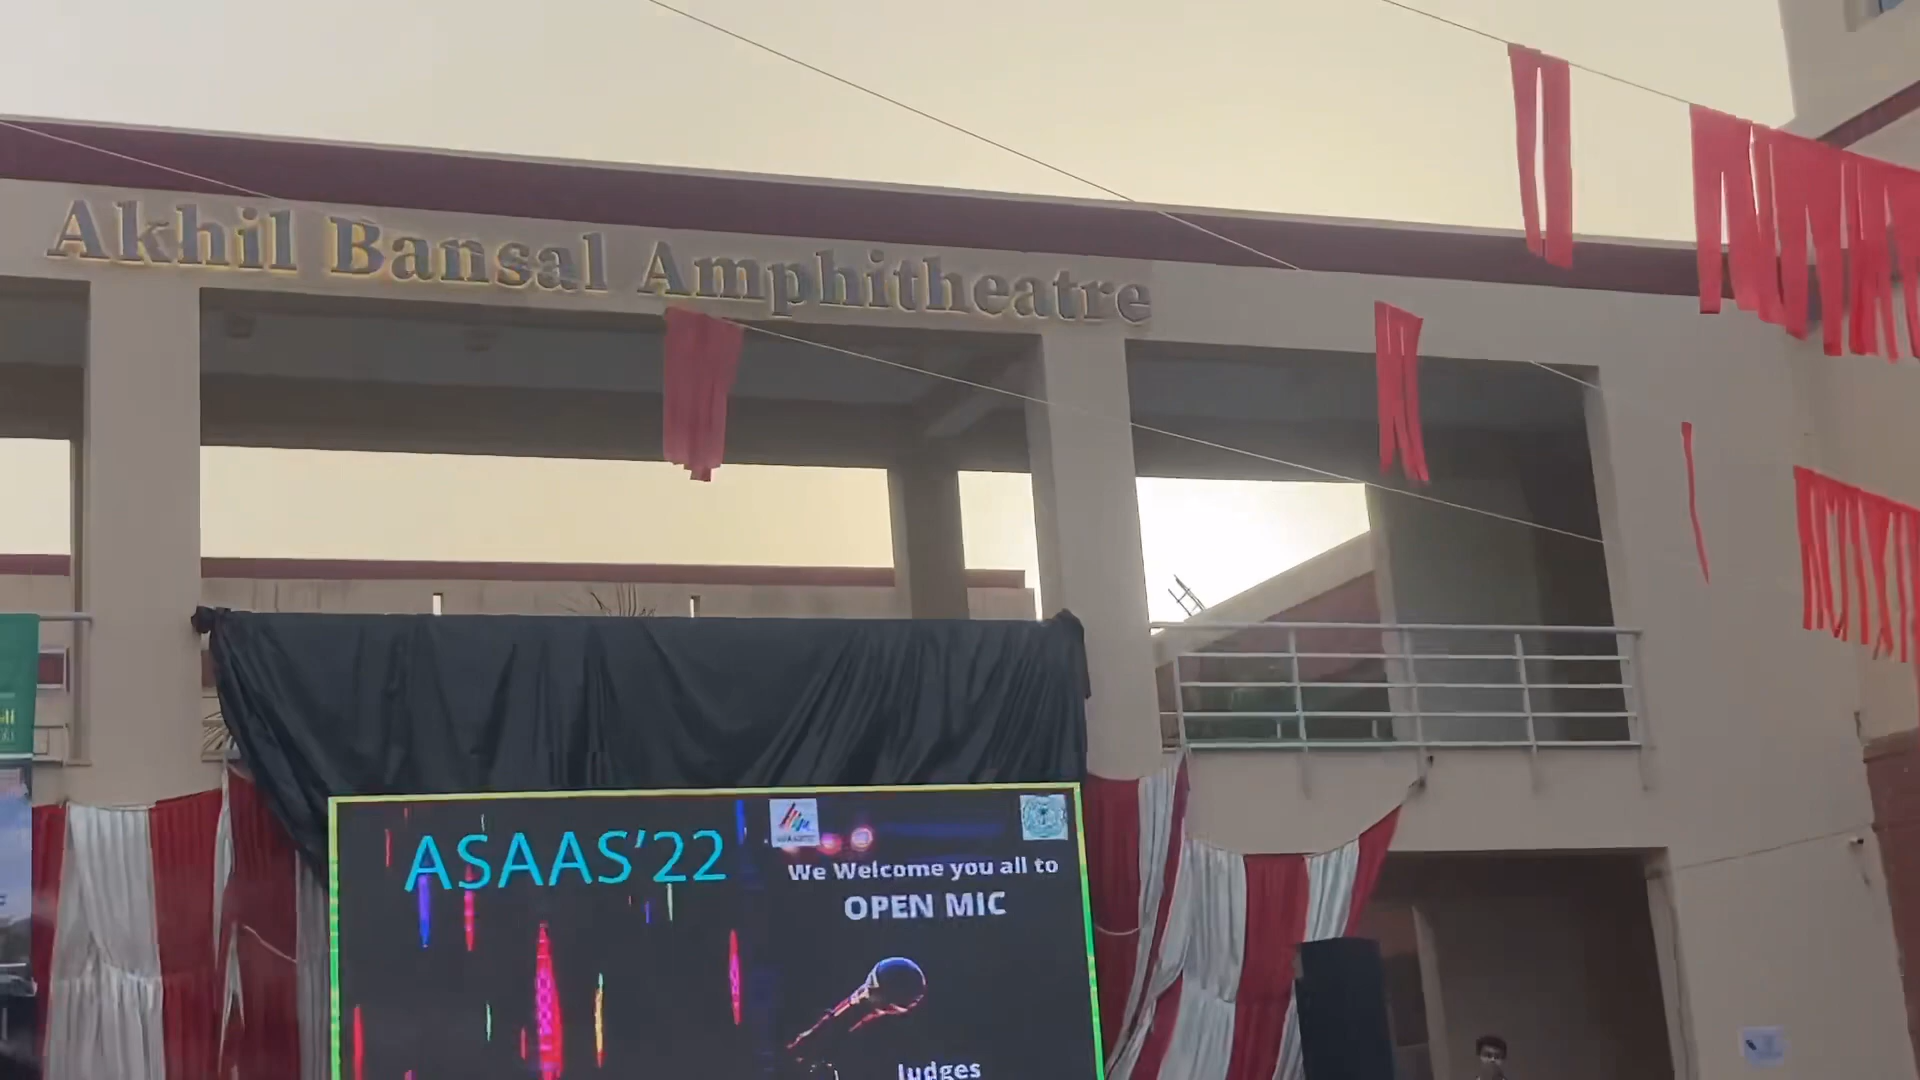 Akhil Bansal Amphitheatre
ASAAS'22
We Welcome you all to
OPEN MIC
Judges